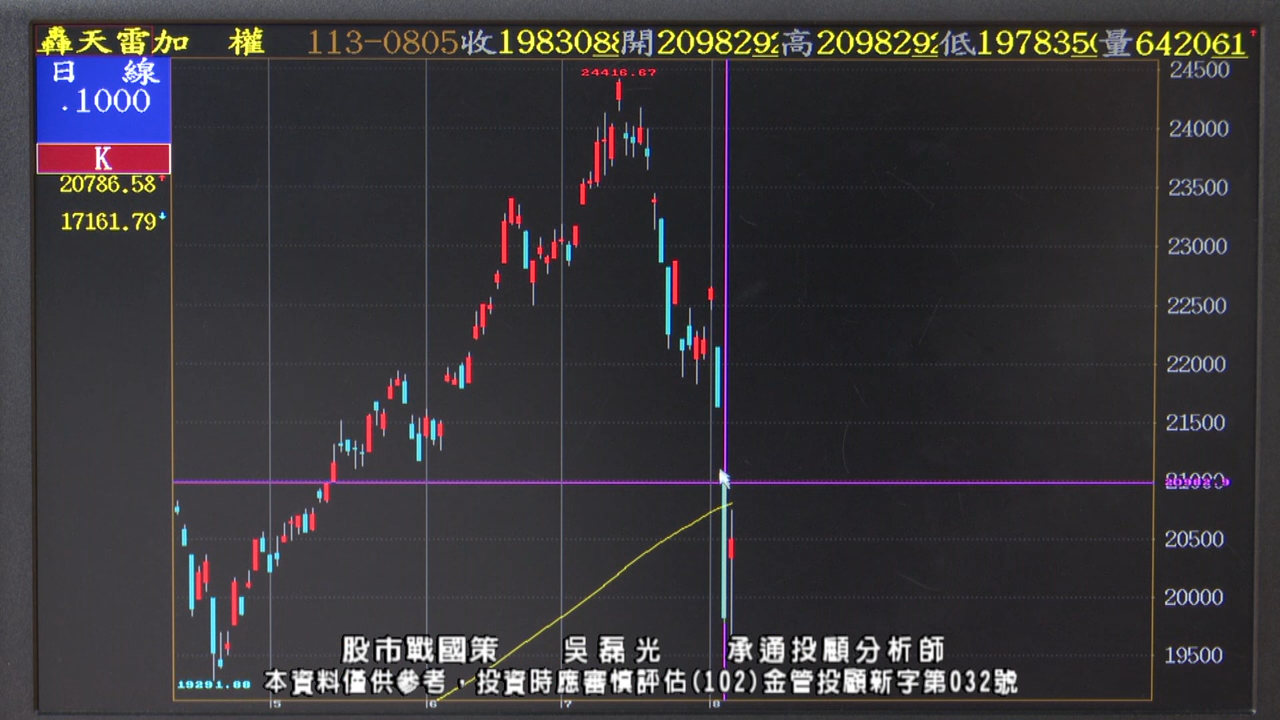 轟天雷加 權 113-0805收1983088開2098292高2098292低1978350量642061↑
日 線
.1000
K
20786.58↑
17161.79↓
24416.67
24500
24000
23500
23000
22500
22000
21500
20500
20000
19500
19291.88
5 6 7 8
股市戰國策 吳磊光 承通投顧分析師
本資料僅供參考，投資時應審慎評估(102)金管投顧新字第032號